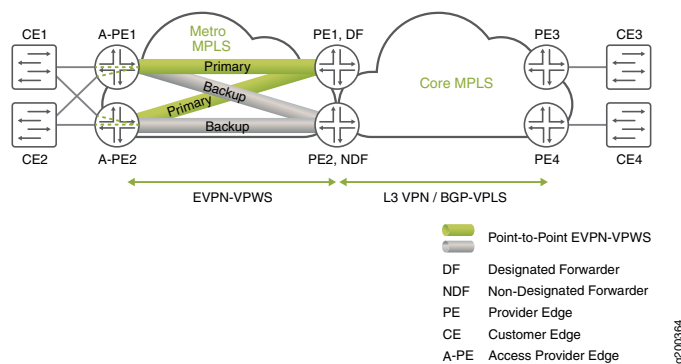 CE1
A-PE1
Metro
MPLS
PE1, DF
PE3
CE3
Primary
Backup
Primary
Backup
Core MPLS
CE2
A-PE2
PE2, NDF
PE4
CE4
EVPN-VPWS
L3 VPN / BGP-VPLS
Point-to-Point EVPN-VPWS
DF Designated Forwarder
NDF Non-Designated Forwarder
PE Provider Edge
CE Customer Edge
A-PE Access Provider Edge
g200364